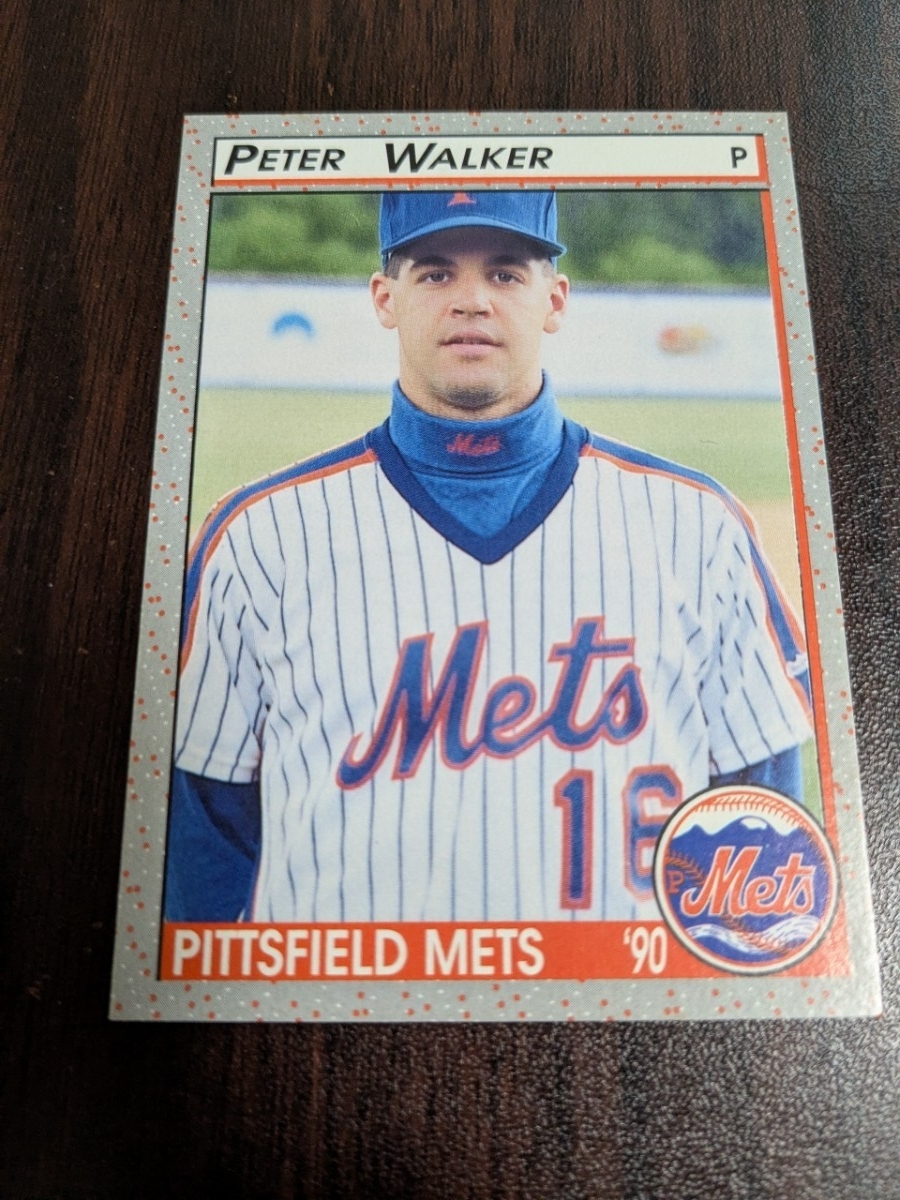 PETER WALKER P
Mets
Mets
16
P Mets
PITTSFIELD METS '90